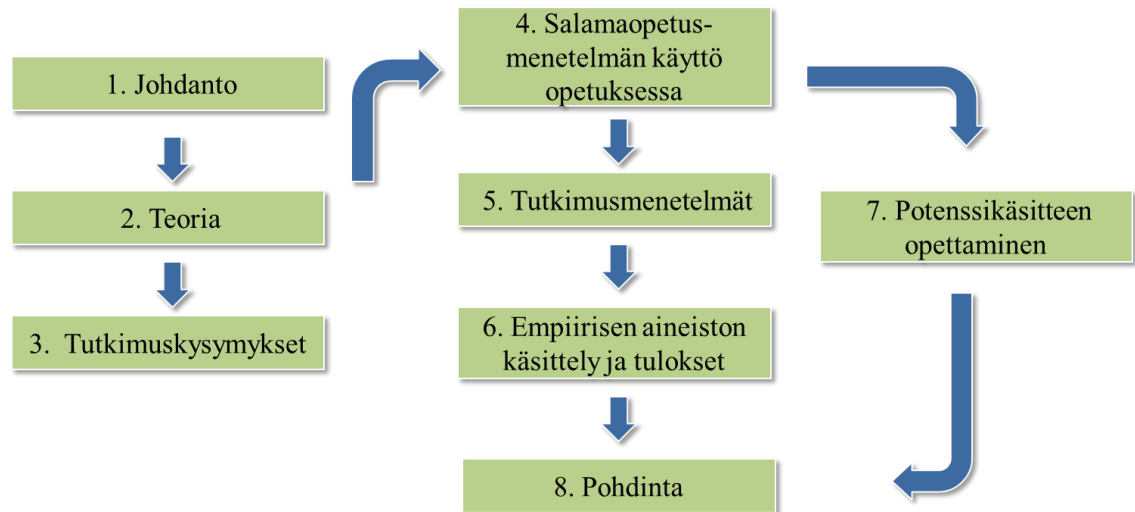 1. Johdanto
2. Teoria
3. Tutkimuskysymykset
4. Salamaopetus-
menetelmän käyttö
opetuksessa
5. Tutkimusmenetelmät
6. Empiirisen aineiston
käsittely ja tulokset
7. Potenssikäsitteen
opettaminen
8. Pohdinta